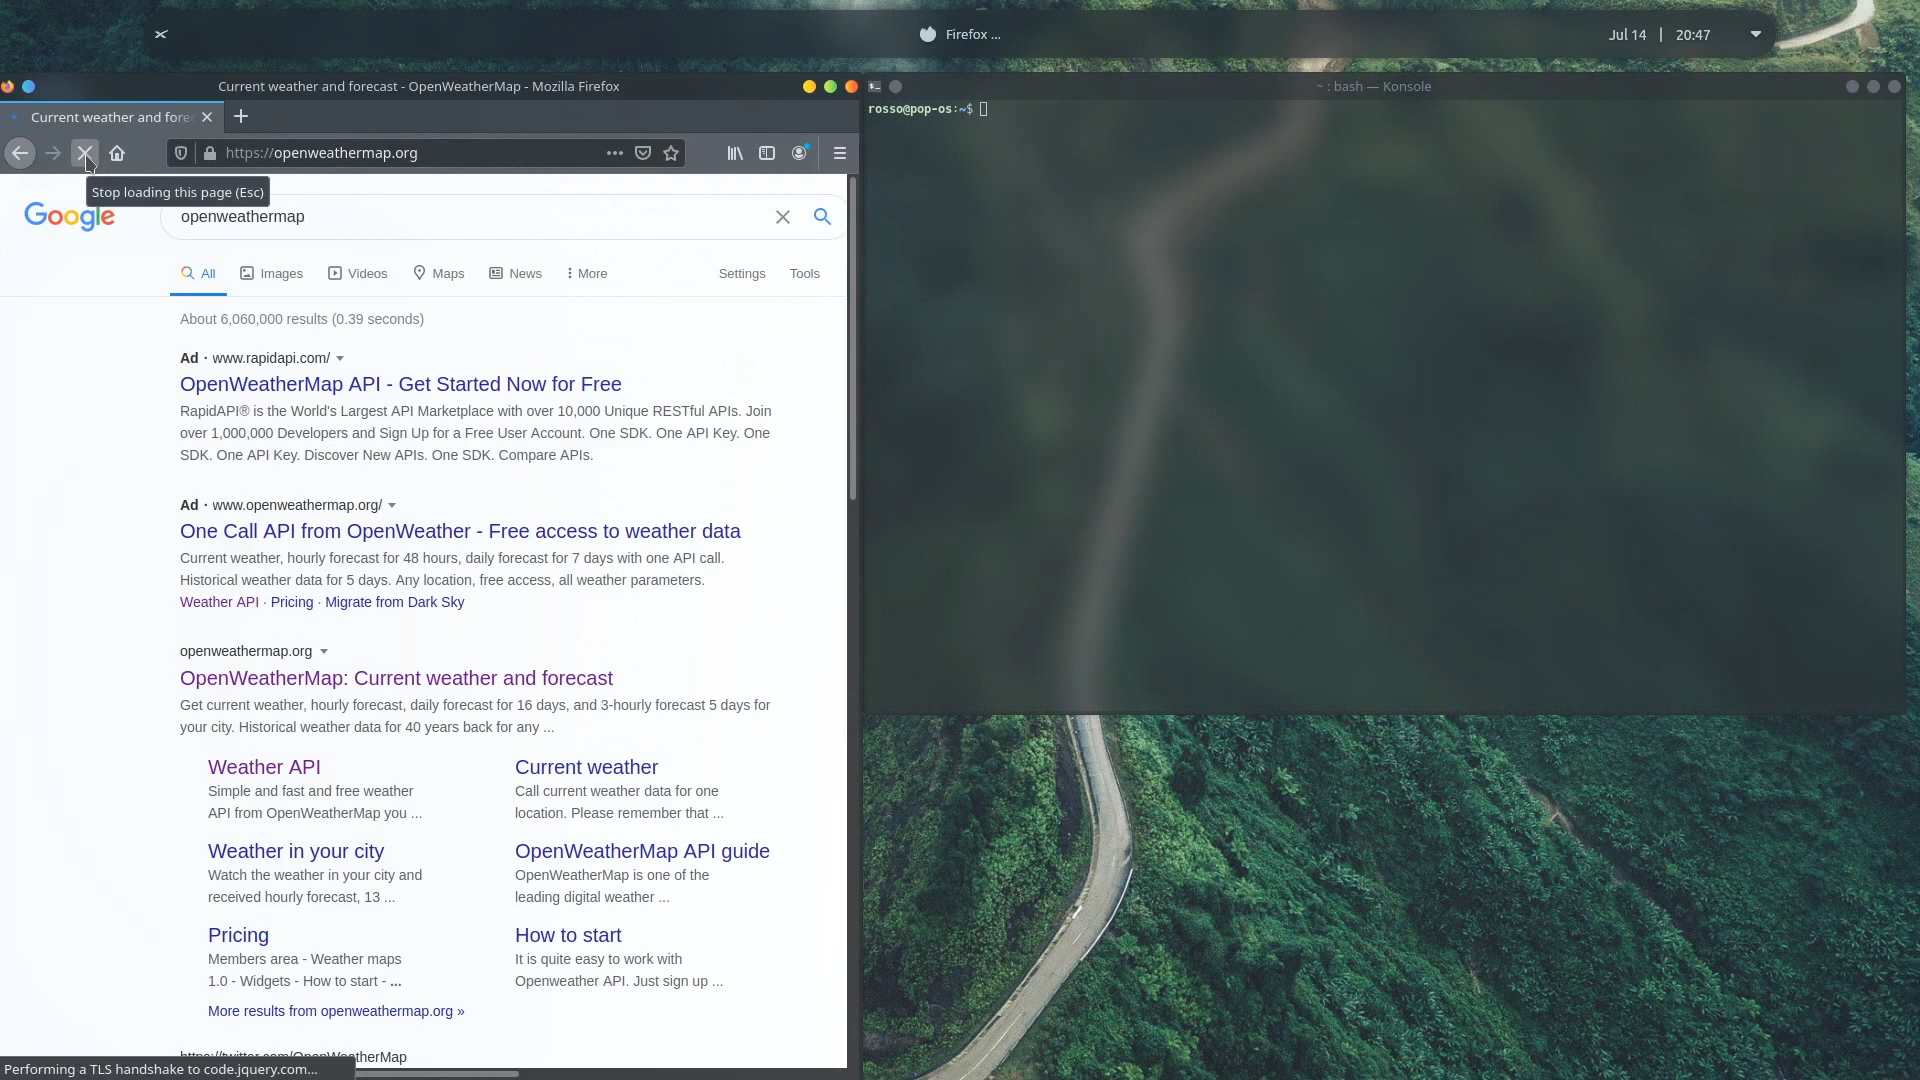 Firefox ...
Jul 14 | 20:47
Current weather and forecast - OpenWeatherMap - Mozilla Firefox
Current weather and fore
https://openweathermap.org
Stop loading this page (Esc)
Google
openweathermap
All Images Videos Maps News More Settings Tools
About 6,060,000 results (0.39 seconds)
Ad · www.rapidapi.com/
OpenWeatherMap API - Get Started Now for Free
RapidAPI® is the World's Largest API Marketplace with over 10,000 Unique RESTful APIs. Join
over 1,000,000 Developers and Sign Up for a Free User Account. One SDK. One API Key. One
SDK. One API Key. Discover New APIs. One SDK. Compare APIs.
Ad · www.openweathermap.org/
One Call API from OpenWeather - Free access to weather data
Current weather, hourly forecast for 48 hours, daily forecast for 7 days with one API call.
Historical weather data for 5 days. Any location, free access, all weather parameters.
Weather API · Pricing · Migrate from Dark Sky
openweathermap.org
OpenWeatherMap: Current weather and forecast
Get current weather, hourly forecast, daily forecast for 16 days, and 3-hourly forecast 5 days for
your city. Historical weather data for 40 years back for any ...
Weather API
Simple and fast and free weather
API from OpenWeatherMap you ...
Current weather
Call current weather data for one
location. Please remember that ...
Weather in your city
Watch the weather in your city and
received hourly forecast, 13 ...
OpenWeatherMap API guide
OpenWeatherMap is one of the
leading digital weather ...
Pricing
Members area - Weather maps
1.0 - Widgets - How to start - ...
How to start
It is quite easy to work with
Openweather API. Just sign up ...
More results from openweathermap.org »
https://twitter.com/OpenWeatherMap
Performing a TLS handshake to code.jquery.com...
~ : bash — Konsole
rosso@pop-os:~$